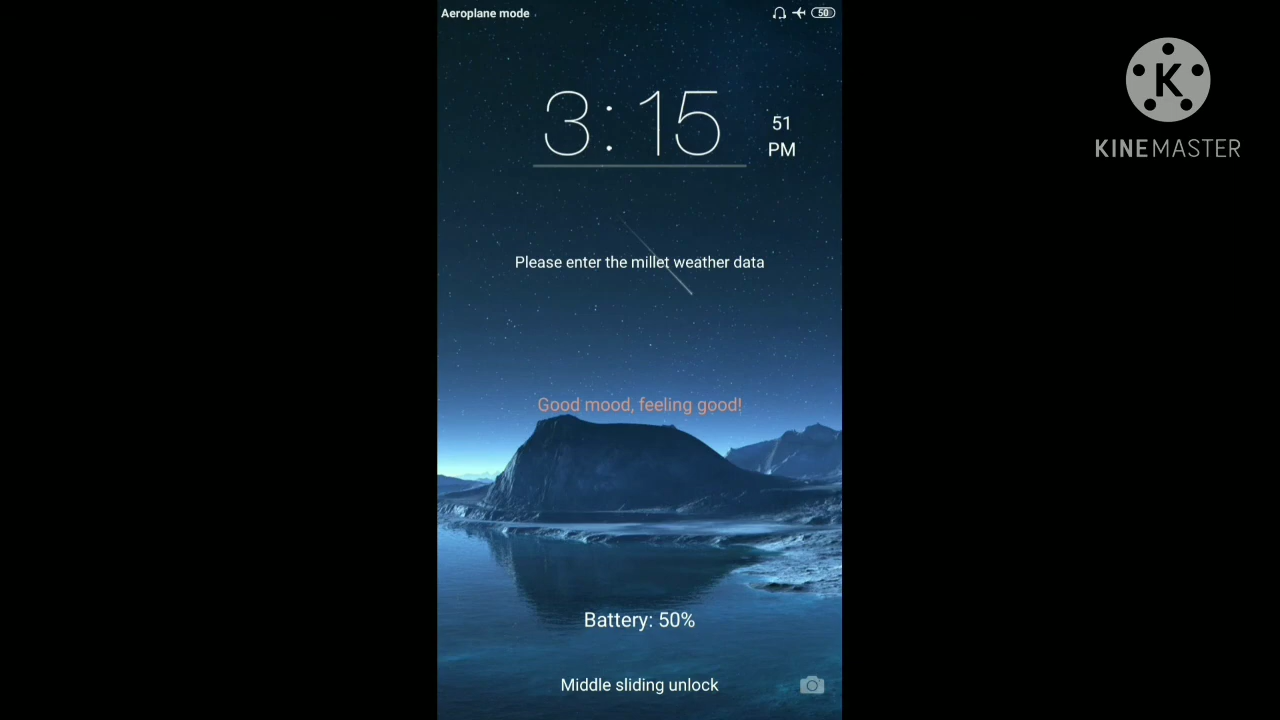 Aeroplane mode
50
3:15
51
PM
K
KINEMASTER
Please enter the millet weather data
Good mood, feeling good!
Battery: 50%
Middle sliding unlock